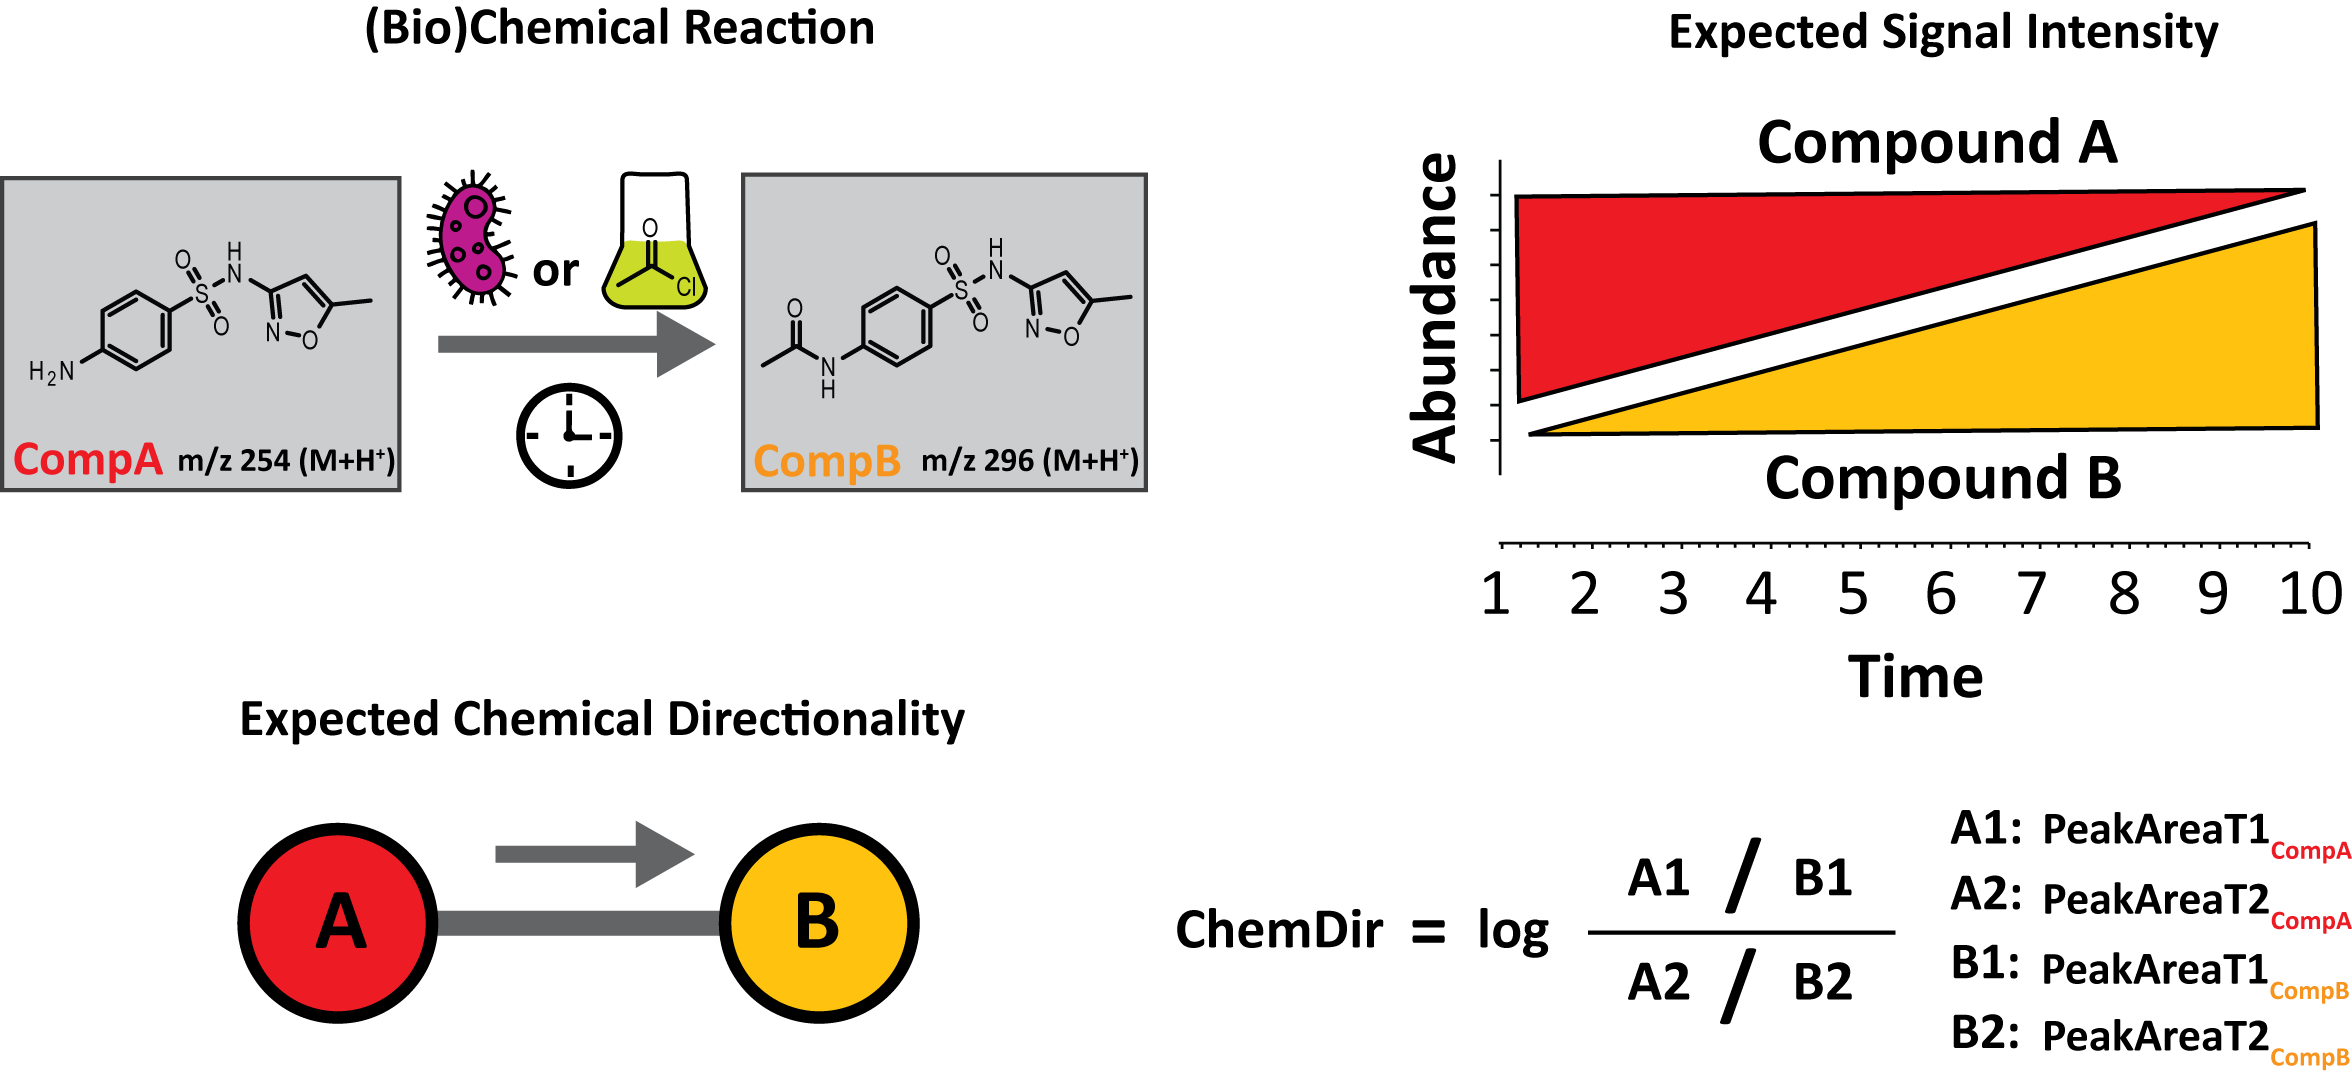 (Bio)Chemical Reaction
Expected Signal Intensity
H2N
O
S
O
H
N
N
O
CompA m/z 254 (M+H+)
or
O
Cl
O
N
H
O
S
O
H
N
N
O
CompB m/z 296 (M+H+)
Compound A
Abundance
Compound B
1 2 3 4 5 6 7 8 9 10
Time
Expected Chemical Directionality
A
B
ChemDir = log
A1 / B1
A2 / B2
A1: PeakAreaT1CompA
A2: PeakAreaT2CompA
B1: PeakAreaT1CompB
B2: PeakAreaT2CompB